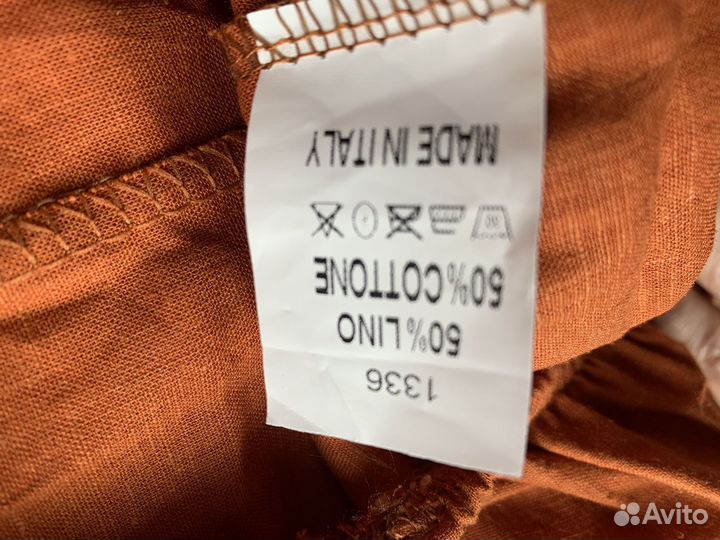 1336
50% LINO
50% COTTONE
MADE IN ITALY
Avito